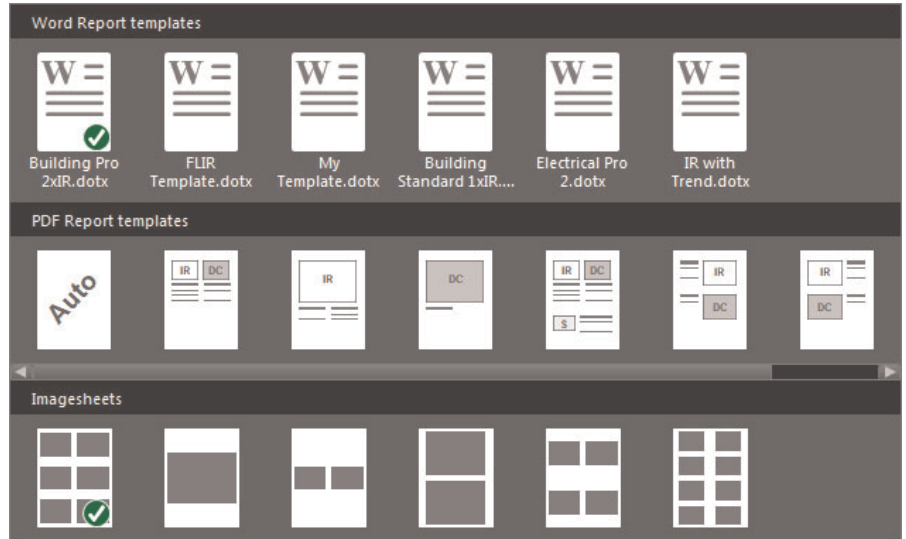 Word Report templates
W W W W W W
Building Pro FLIR My Building Electrical Pro IR with
2xIR.dotx Template.dotx Template.dotx Standard 1xIR.... 2.dotx Trend.dotx
PDF Report templates
Auto
IR DC
IR
DC
IR DC
S
IR
DC
IR
DC
Imagesheets